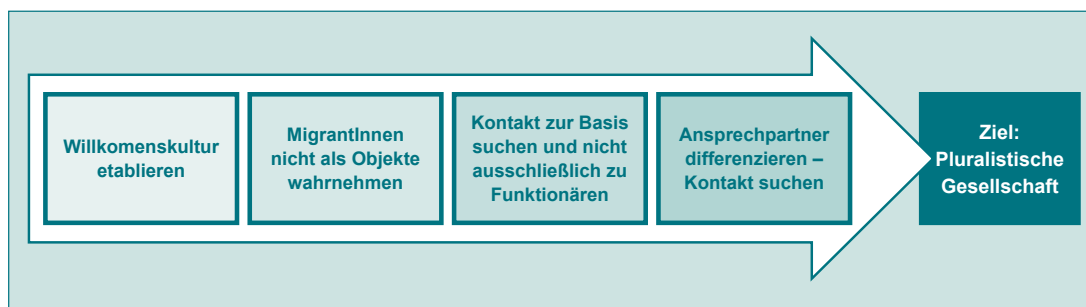 Willkomenskultur
etablieren
MigrantInnen
nicht als Objekte
wahrnehmen
Kontakt zur Basis
suchen und nicht
ausschließlich zu
Funktionären
Ansprechpartner
differenzieren –
Kontakt suchen
Ziel:
Pluralistische
Gesellschaft